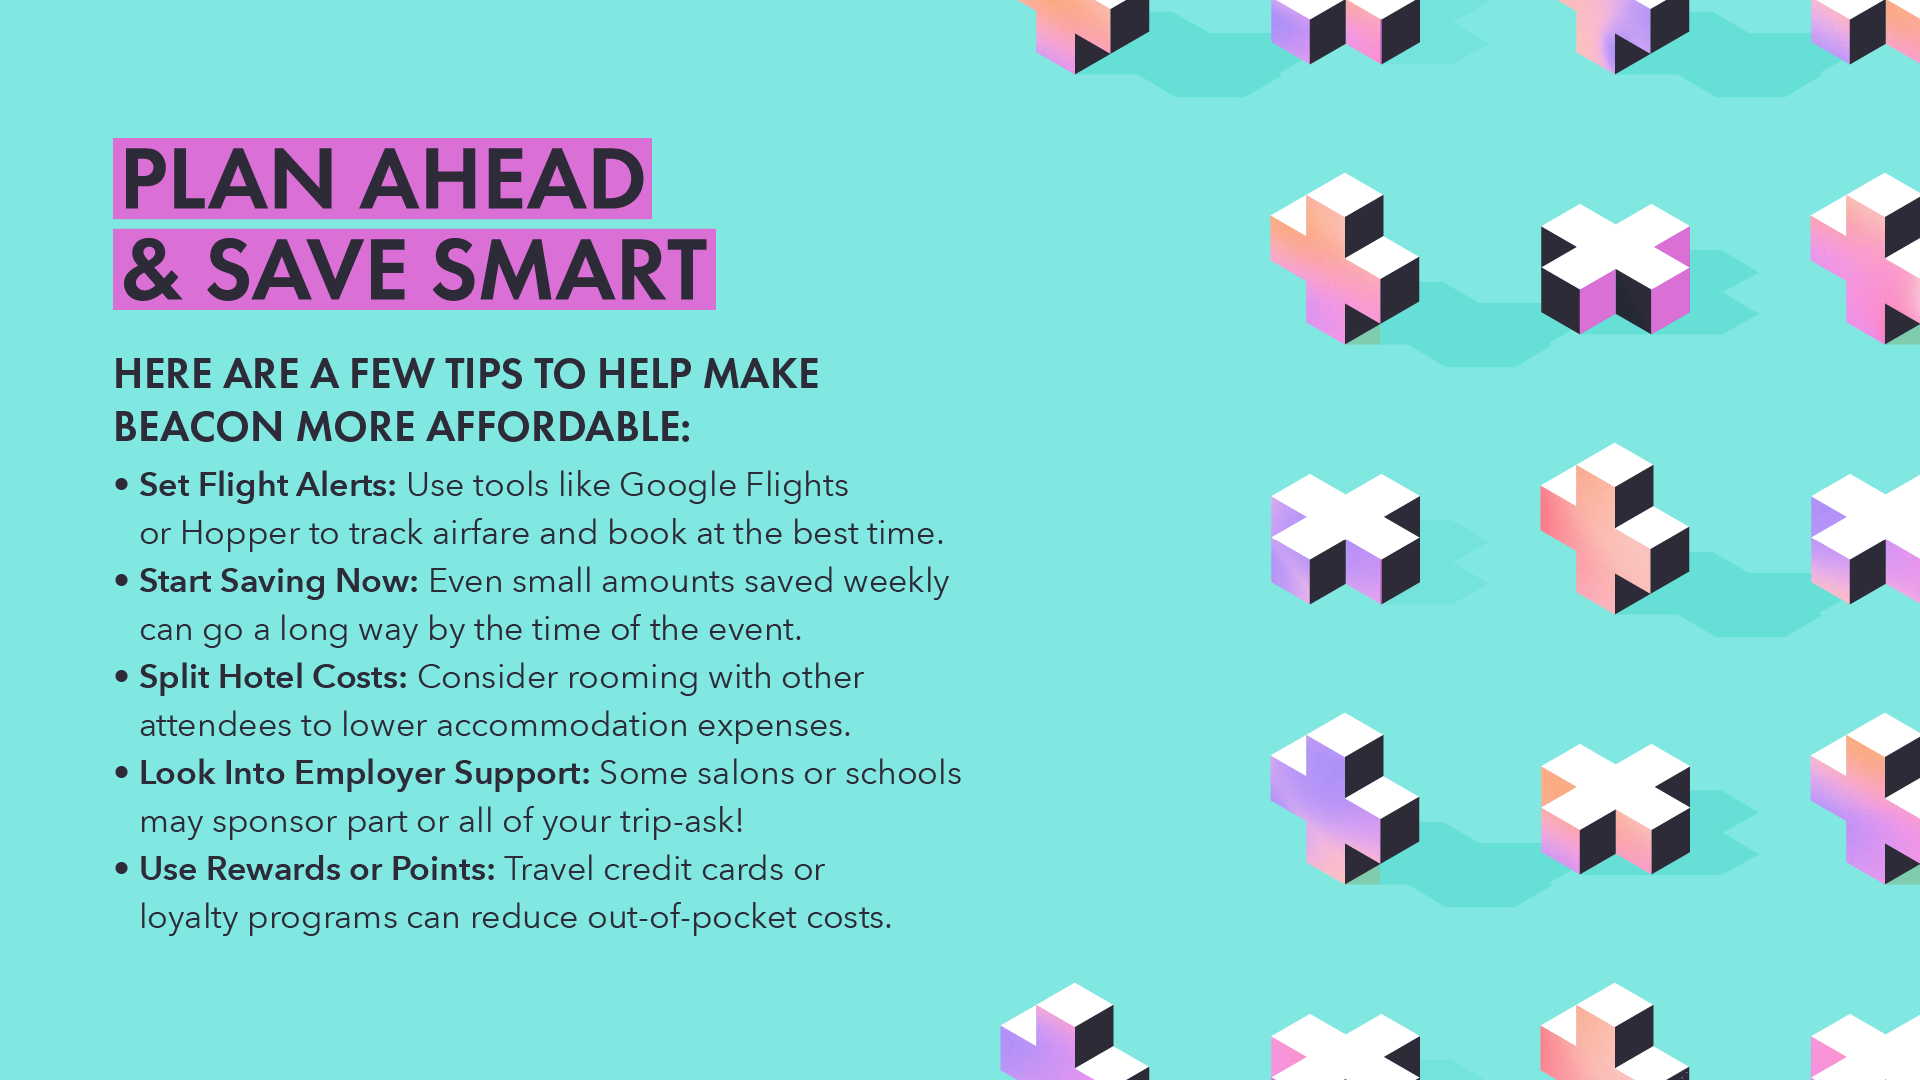 PLAN AHEAD
& SAVE SMART
HERE ARE A FEW TIPS TO HELP MAKE
BEACON MORE AFFORDABLE:
• Set Flight Alerts: Use tools like Google Flights
or Hopper to track airfare and book at the best time.
• Start Saving Now: Even small amounts saved weekly
can go a long way by the time of the event.
• Split Hotel Costs: Consider rooming with other
attendees to lower accommodation expenses.
• Look Into Employer Support: Some salons or schools
may sponsor part or all of your trip-ask!
• Use Rewards or Points: Travel credit cards or
loyalty programs can reduce out-of-pocket costs.